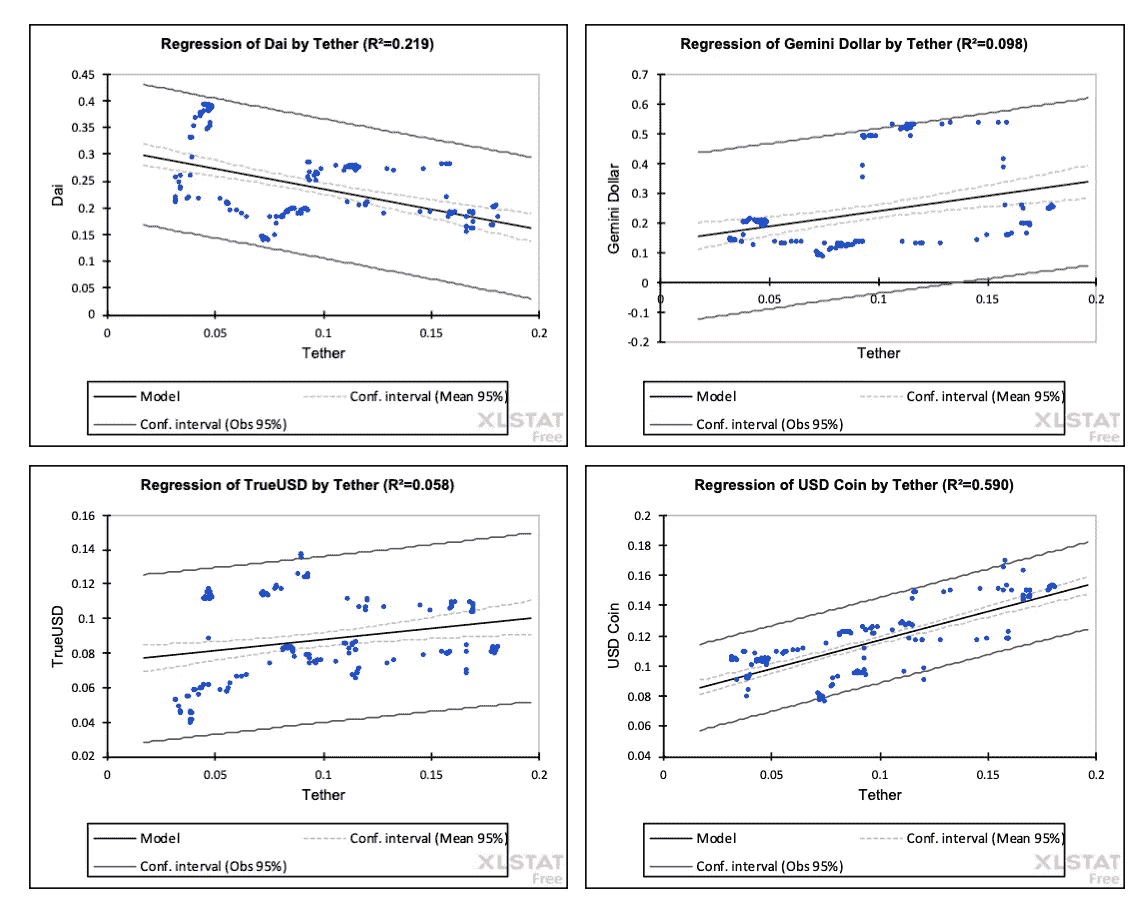 Regression of Dai by Tether (R²=0.219)
0.45
0.4
0.35
0.3
0.25
0.2
0.15
0.1
0.05
0
Dai
0 0.05 0.1 0.15 0.2
Tether
Model Conf. interval (Mean 95%)
Conf. interval (Obs 95%)
XLSTAT
Free
Regression of Gemini Dollar by Tether (R²=0.098)
0.7
0.6
0.5
0.4
0.3
0.2
0.1
0
-0.1
-0.2
Gemini Dollar
0 0.05 0.1 0.15 0.2
Tether
Model Conf. interval (Mean 95%)
Conf. interval (Obs 95%)
XLSTAT
Free
Regression of TrueUSD by Tether (R²=0.058)
0.16
0.14
0.12
0.1
0.08
0.06
0.04
0.02
TrueUSD
0 0.05 0.1 0.15 0.2
Tether
Model Conf. interval (Mean 95%)
Conf. interval (Obs 95%)
XLSTAT
Free
Regression of USD Coin by Tether (R²=0.590)
0.2
0.18
0.16
0.14
0.12
0.1
0.08
0.06
0.04
USD Coin
0 0.05 0.1 0.15 0.2
Tether
Model Conf. interval (Mean 95%)
Conf. interval (Obs 95%)
XLSTAT
Free